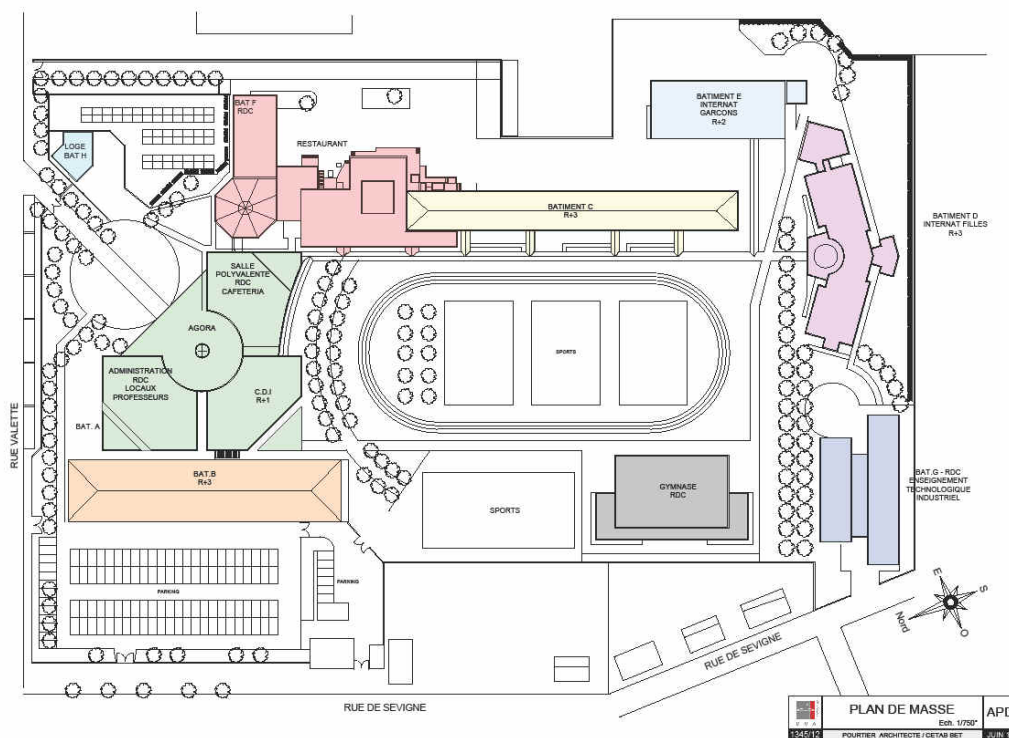 BAT F
RDC
BATIMENT E
INTERNAT
GARCONS
R+2
LOGE
BAT H
RESTAURANT
BATIMENT C
R+3
BATIMENT D
INTERNAT FILLES
R+3
SALLE
POLYVALENTE
RDC
CAFETERIA
AGORA
SPORTS
ADMINISTRATION
RDC
LOCAUX
PROFESSEURS
C.D.I
R+1
BAT. A
RUE VALETTE
BAT.B
R+3
SPORTS
GYMNASE
RDC
BAT.G - RDC
ENSEIGNEMENT
TECHNOLOGIQUE
INDUSTRIEL
PARKING
PARKING
E
S
Nord
O
RUE DE SEVIGNE
RUE DE SEVIGNE
PLAN DE MASSE
Ech. 1/750°
APD
1345/12
POURTIER ARCHITECTE / CETAB BET
JUIN 1